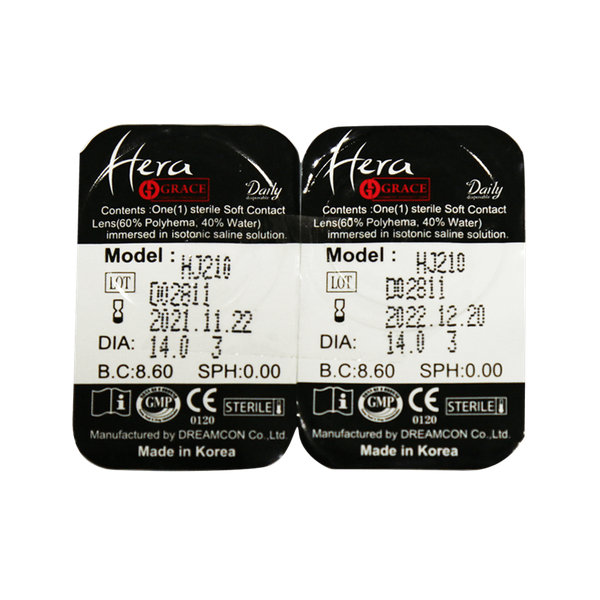 Hera
GRACE
Daily
disposable
Contents :One(1) sterile Soft Contact
Lens(60% Polyhema, 40% Water)
immersed in isotonic saline solution.
Model : HJ210
LOT D02811
2021.11.22
DIA: 14.0 3
B.C:8.60 SPH:0.00
GMP
CE
0120
STERILE
Manufactured by DREAMCON Co.,Ltd.
Made in Korea
Hera
GRACE
Daily
disposable
Contents :One(1) sterile Soft Contact
Lens(60% Polyhema, 40% Water)
immersed in isotonic saline solution.
Model : HJ210
LOT D02811
2022.12.20
DIA: 14.0 3
B.C:8.60 SPH:0.00
GMP
CE
0120
STERILE
Manufactured by DREAMCON Co.,Ltd.
Made in Korea